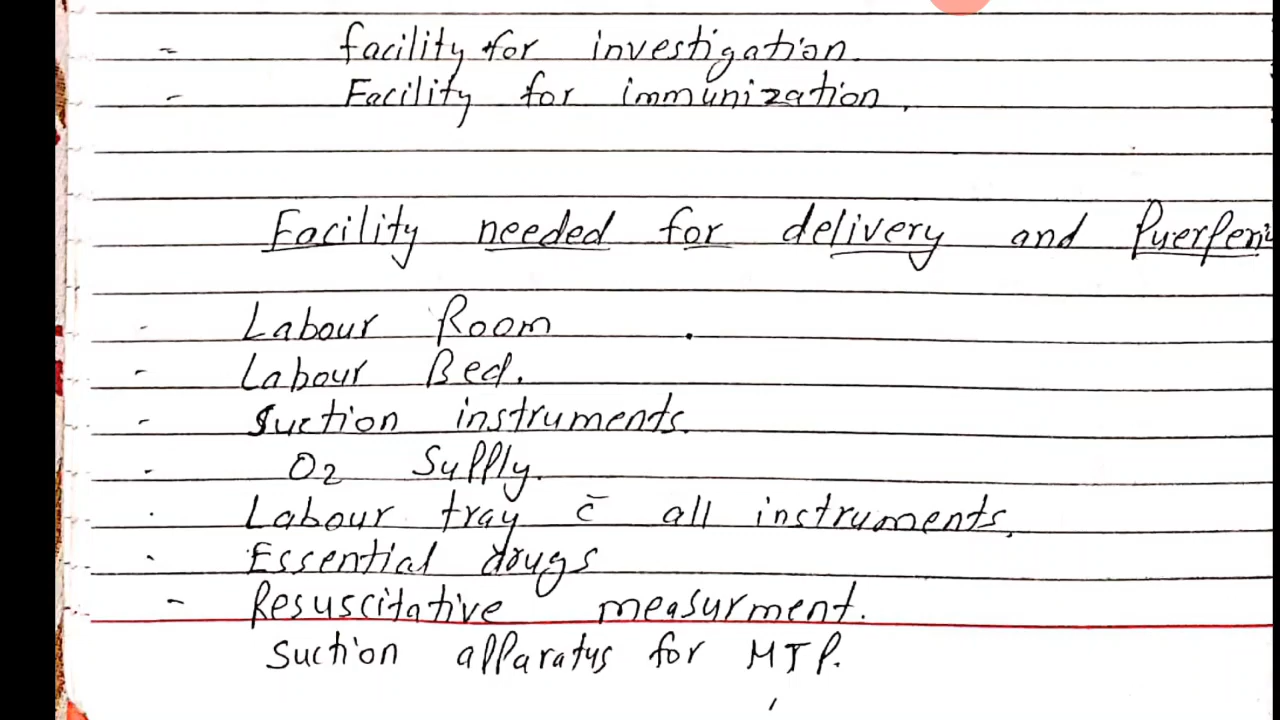 - facility for investigation.
- Facility for immunization.
Facility needed for delivery and
- Labour Room .
- Labour Bed.
- Suction instruments.
- O2 Supply.
- Labour tray c̄ all instruments.
- Essential drugs
- Resuscitative measurment.
Suction apparatus for MTP.